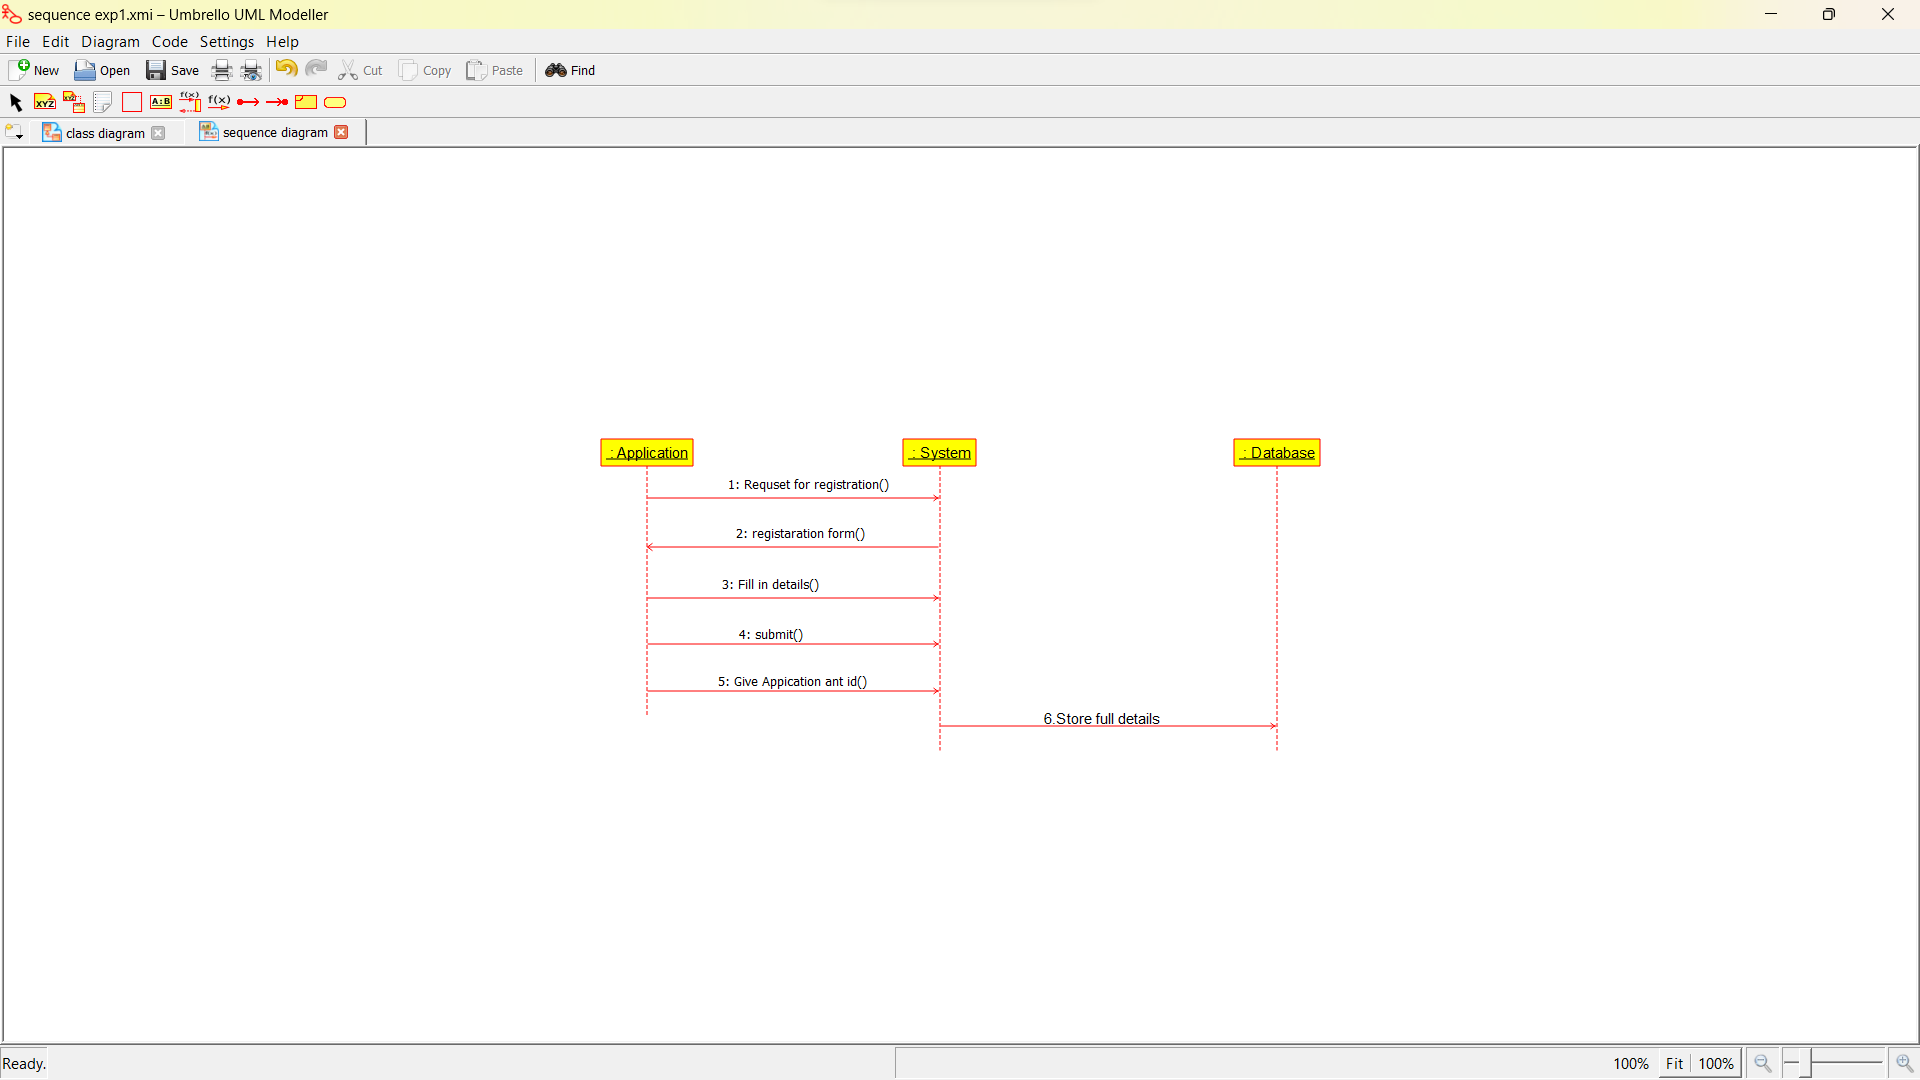 sequence exp1.xmi – Umbrello UML Modeller
File Edit Diagram Code Settings Help
New Open Save Cut Copy Paste Find
XYZ XYZ A:B f(x) f(x)
class diagram sequence diagram
: Application : System : Database
1: Requset for registration()
2: registaration form()
3: Fill in details()
4: submit()
5: Give Appication ant id()
6.Store full details
Ready. 100% Fit 100%